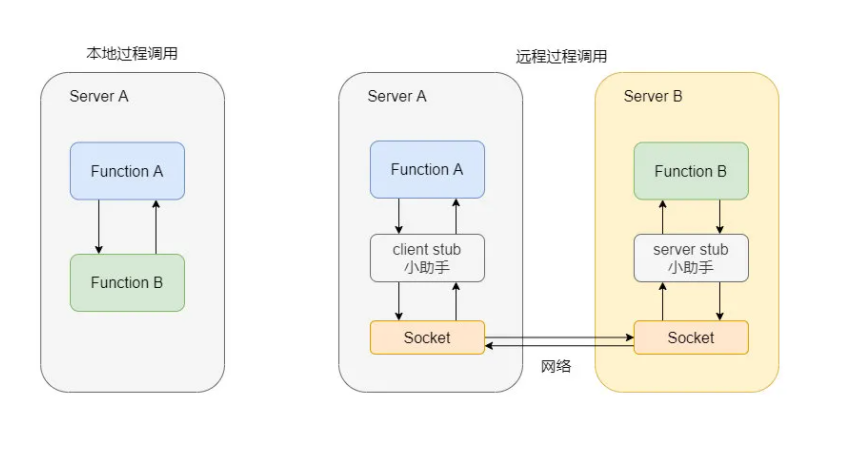 本地过程调用
Server A
Function A
Function B
远程过程调用
Server A
Function A
client stub
小助手
Socket
网络
Server B
Function B
server stub
小助手
Socket